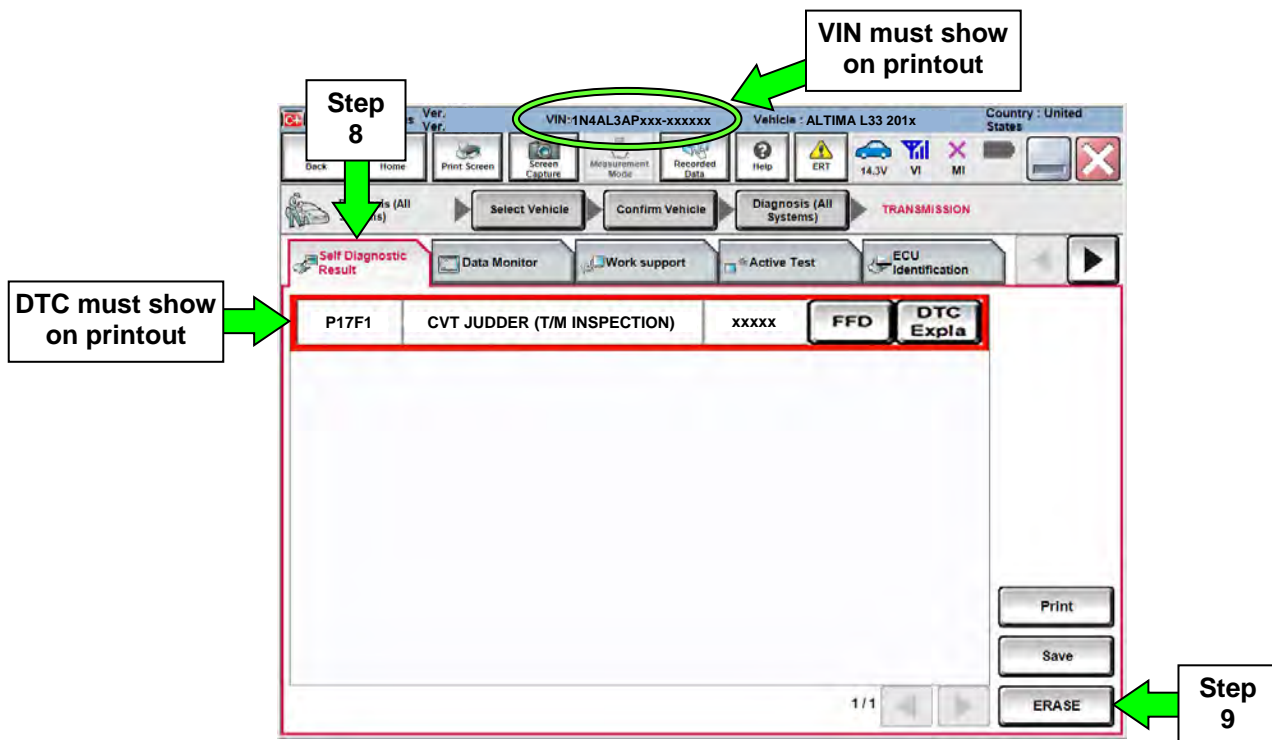 VIN must show
on printout
Step
8
s Ver.
Ver.
VIN:1N4AL3APxxx-xxxxxx
Vehicle : ALTIMA L33 201x
Country : United
States
Back
Home
Print Screen
Screen
Capture
Measurement
Mode
Recorded
Data
Help
ERT
14.3V
VI
MI
is (All
s)
Select Vehicle
Confirm Vehicle
Diagnosis (All
Systems)
TRANSMISSION
Self Diagnostic
Result
Data Monitor
Work support
Active Test
ECU
Identification
DTC must show
on printout
P17F1
CVT JUDDER (T/M INSPECTION)
xxxxx
FFD
DTC
Expla
Print
Save
1/1
ERASE
Step
9